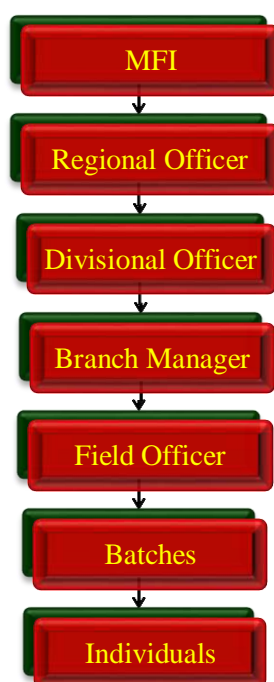 MFI
Regional Officer
Divisional Officer
Branch Manager
Field Officer
Batches
Individuals